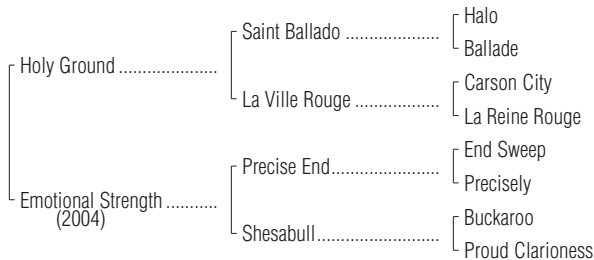 Halo
Saint Ballado ....................
Ballade
Holy Ground .....................
Carson City
La Ville Rouge ..................
La Reine Rouge
End Sweep
Precise End.......................
Precisely
Emotional Strength ...........
(2004)
Buckaroo
Shesabull..........................
Proud Clarioness